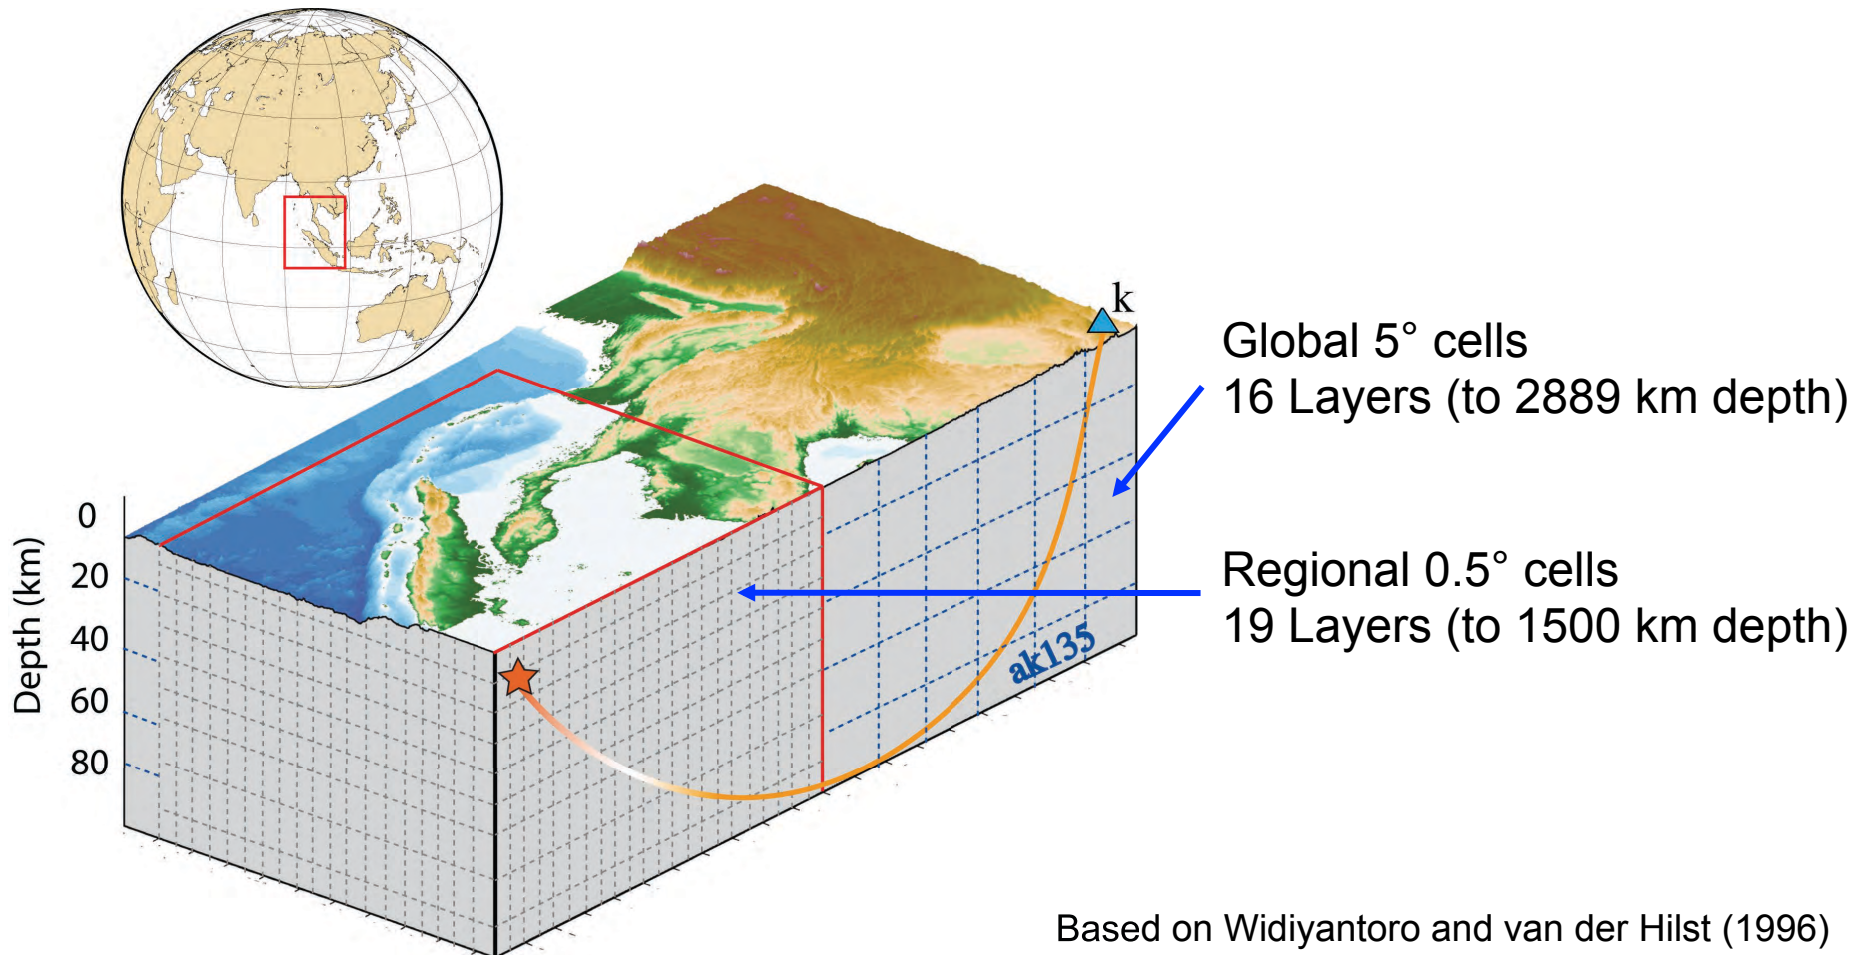 k
Global 5° cells
16 Layers (to 2889 km depth)
Regional 0.5° cells
19 Layers (to 1500 km depth)
ak135
Depth (km)
0
20
40
60
80
Based on Widiyantoro and van der Hilst (1996)